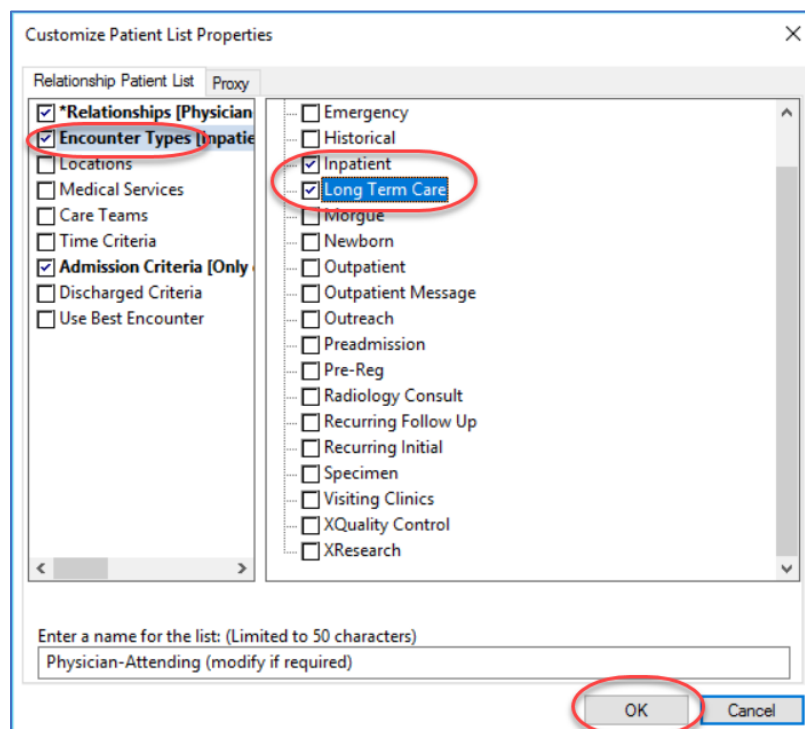 Customize Patient List Properties
Relationship Patient List Proxy
*Relationships [Physician
Encounter Types [Inpatie
Locations
Medical Services
Care Teams
Time Criteria
Admission Criteria [Only
Discharged Criteria
Use Best Encounter
Emergency
Historical
Inpatient
Long Term Care
Morgue
Newborn
Outpatient
Outpatient Message
Outreach
Preadmission
Pre-Reg
Radiology Consult
Recurring Follow Up
Recurring Initial
Specimen
Visiting Clinics
XQuality Control
XResearch
Enter a name for the list: (Limited to 50 characters)
Physician-Attending (modify if required)
OK Cancel